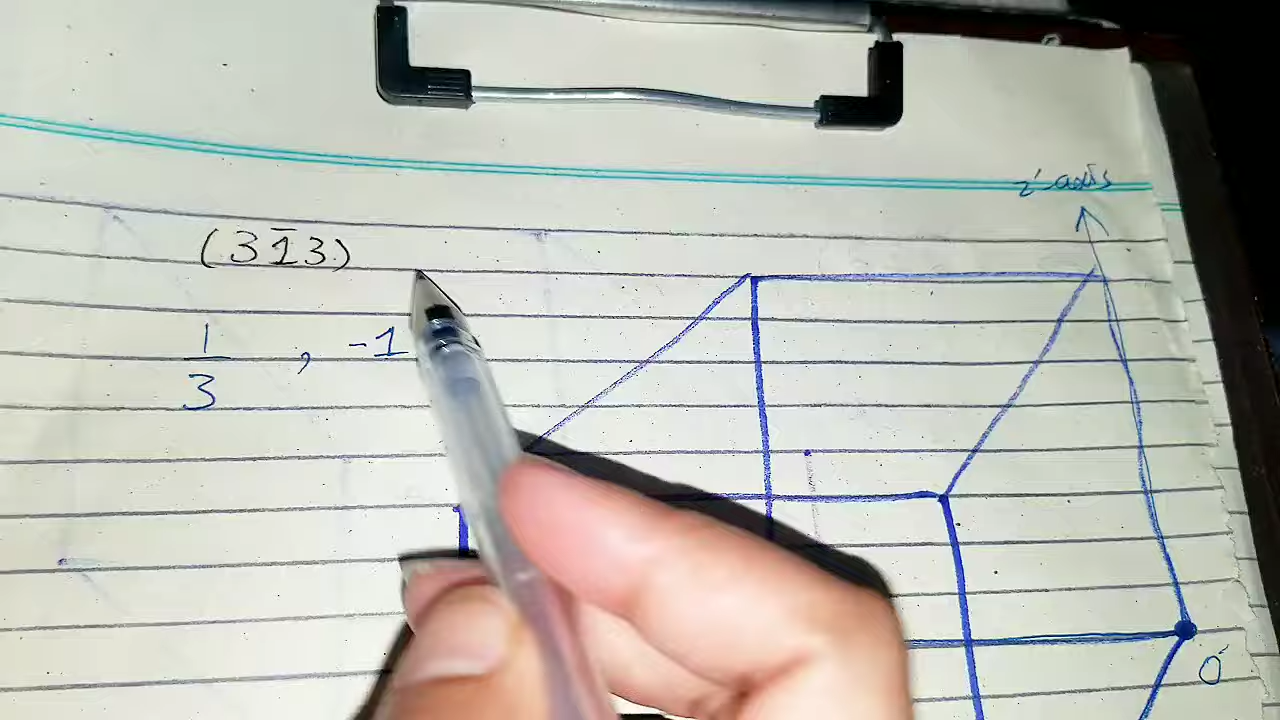 z' axis
(3 1̅ 3)
1/3 , -1
O'